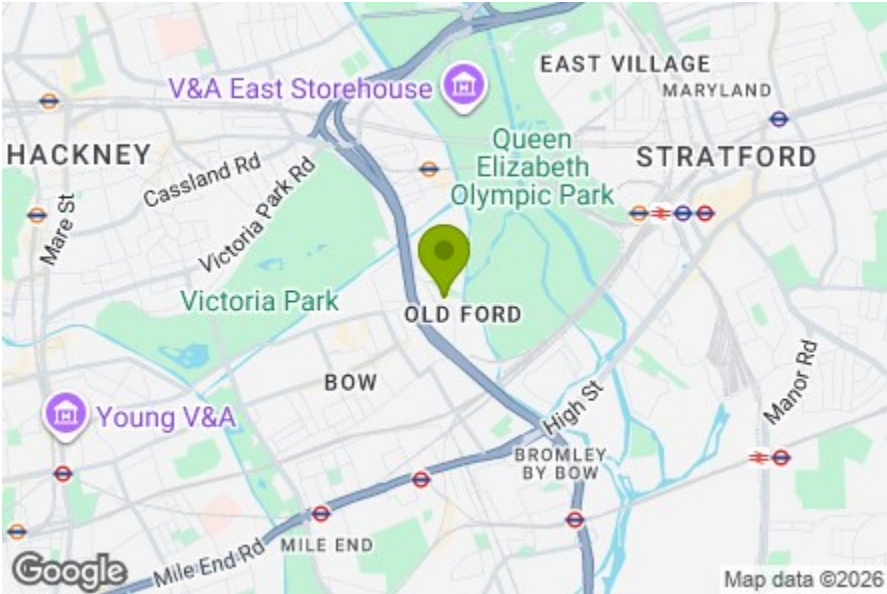 EAST VILLAGE
V&A East Storehouse
MARYLAND
Queen
Elizabeth
Olympic Park
HACKNEY
STRATFORD
Cassland Rd
Victoria Park Rd
Mare St
Victoria Park
OLD FORD
BOW
Manor Rd
Young V&A
High St
BROMLEY
BY BOW
MILE END
Mile End Rd
Google
Map data ©2026